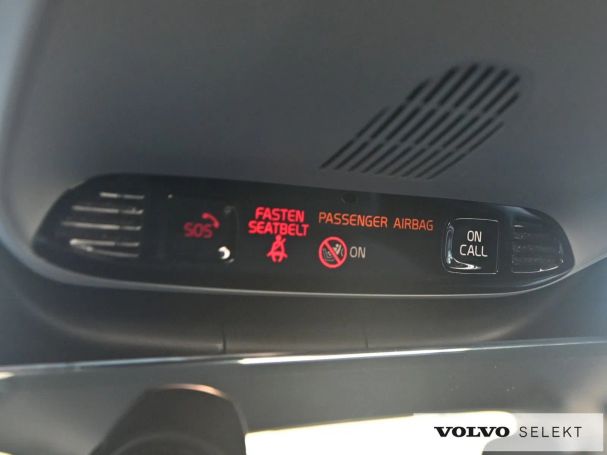 SOS
FASTEN
SEATBELT
PASSENGER AIRBAG
ON
ON
CALL
VOLVO SELEKT